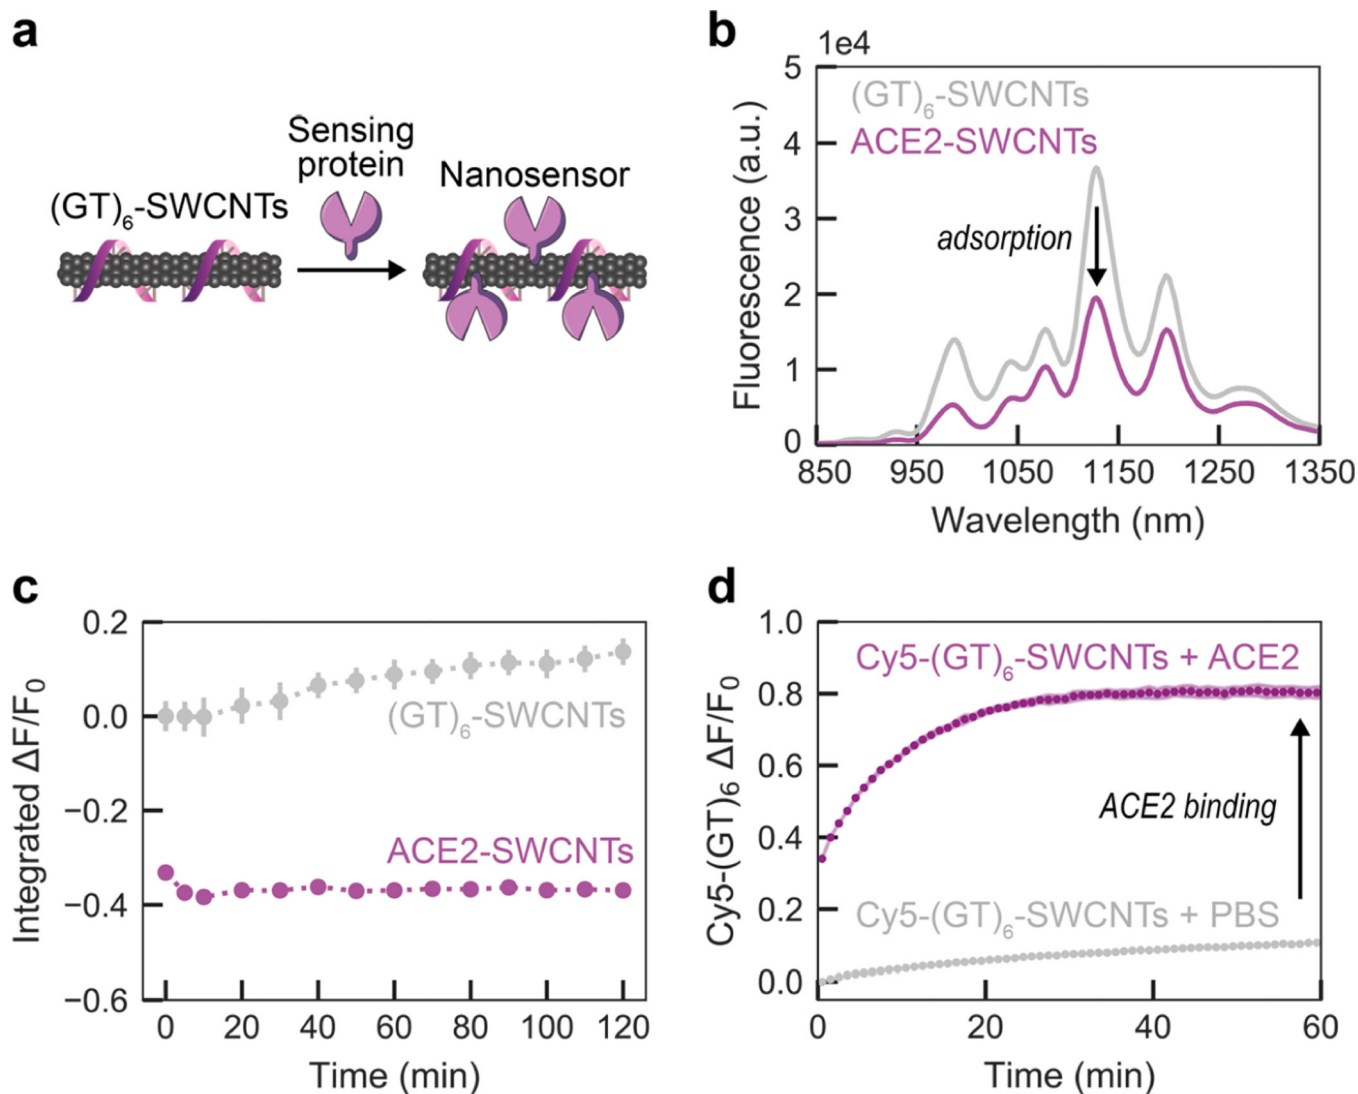 a
Sensing
protein
Nanosensor
(GT)₆-SWCNTs
b
1e4
5
4
3
2
1
0
Fluorescence (a.u.)
(GT)₆-SWCNTs
ACE2-SWCNTs
adsorption
850 950 1050 1150 1250 1350
Wavelength (nm)
c
0.2
0.0
−0.2
−0.4
−0.6
Integrated ΔF/F₀
(GT)₆-SWCNTs
ACE2-SWCNTs
0 20 40 60 80 100 120
Time (min)
d
1.0
0.8
0.6
0.4
0.2
0.0
Cy5-(GT)₆ ΔF/F₀
Cy5-(GT)₆-SWCNTs + ACE2
ACE2 binding
Cy5-(GT)₆-SWCNTs + PBS
0 20 40 60
Time (min)